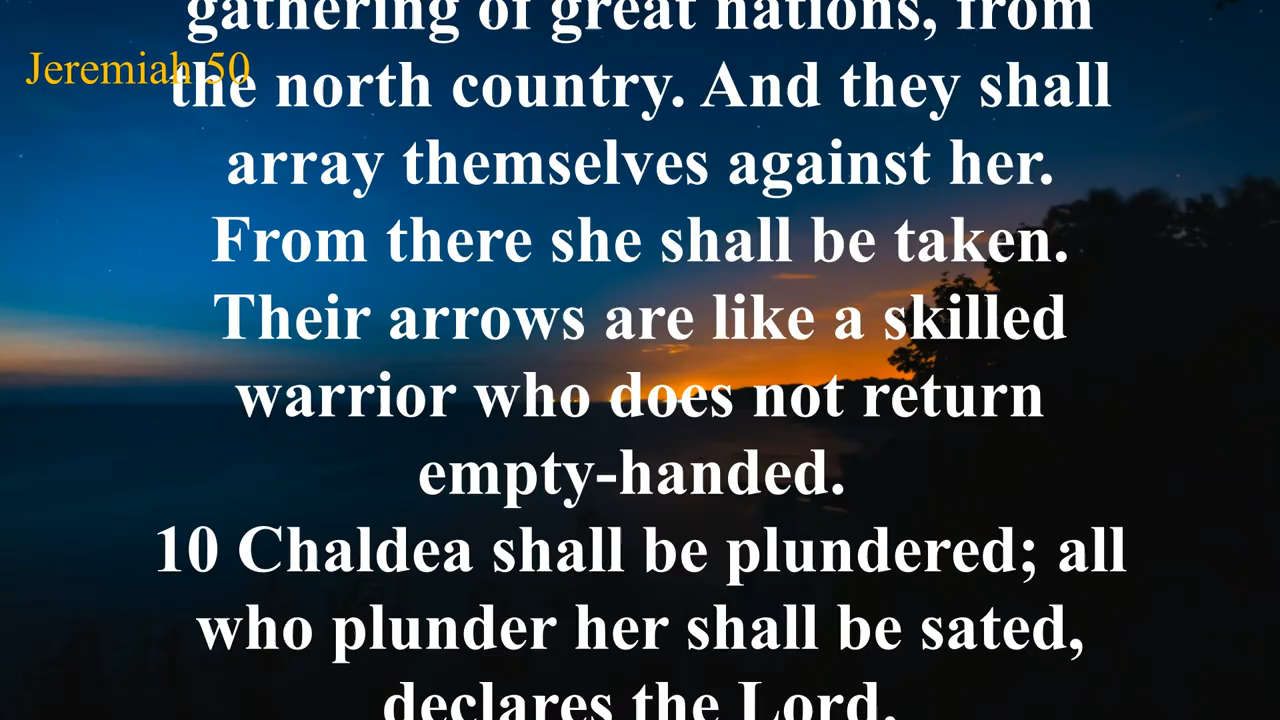 gathering of great nations, from
Jeremiah 50
the north country. And they shall
array themselves against her.
From there she shall be taken.
Their arrows are like a skilled
warrior who does not return
empty-handed.
10 Chaldea shall be plundered; all
who plunder her shall be sated,
declares the Lord.